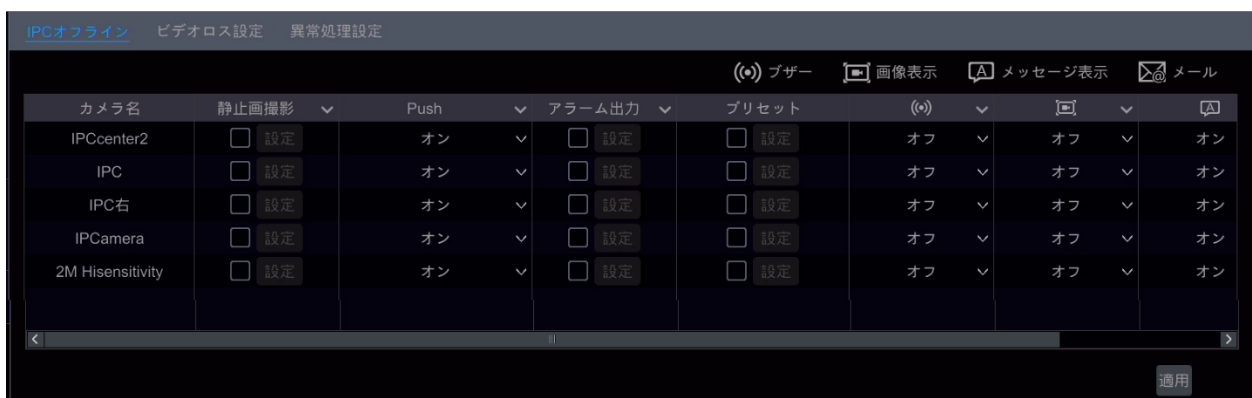 IPCオフライン ビデオロス設定 異常処理設定
ブザー 画像表示 A メッセージ表示 @ メール
カメラ名 静止画撮影 Push アラーム出力 プリセット A
IPCcenter2 設定 オン 設定 設定 オフ オフ オン
IPC 設定 オン 設定 設定 オフ オフ オン
IPC右 設定 オン 設定 設定 オフ オフ オン
IPCamera 設定 オン 設定 設定 オフ オフ オン
2M Hisensitivity 設定 オン 設定 設定 オフ オフ オン
適用